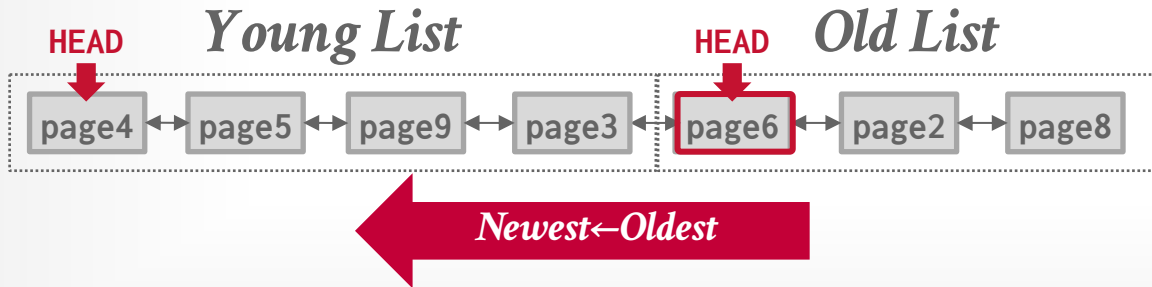 Young List
Old List
HEAD
HEAD
page4
page5
page9
page3
page6
page2
page8
Newest←Oldest